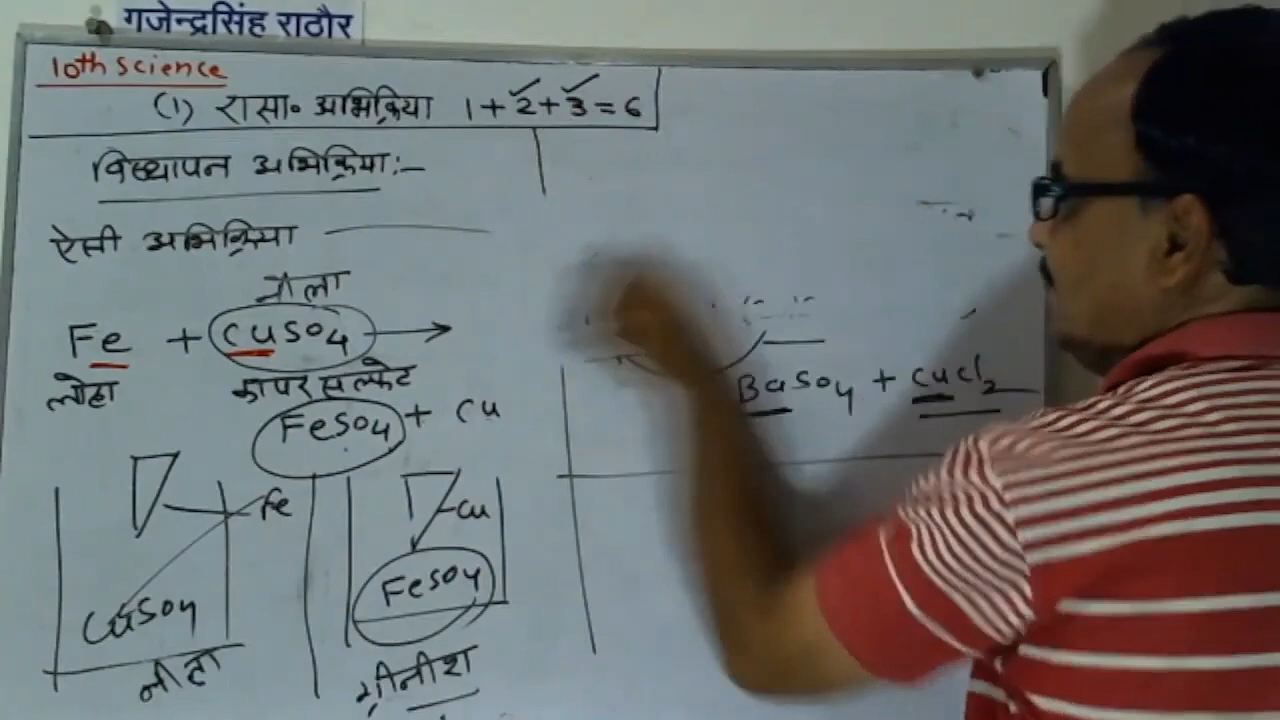 गजेन्द्रसिंह राठौर
10th science
(1) रासा॰ अभिक्रिया 1 + 2 + 3 = 6
विस्थापन अभिक्रिया:-
ऐसी अभिक्रिया
नीला
Fe + CuSO4 →
लोहा कापर सल्फेट
FeSO4 + Cu
Fe
CuSO4
नीला
Cu
FeSO4
ग्रीनीश
BaSO4 + CuCl2